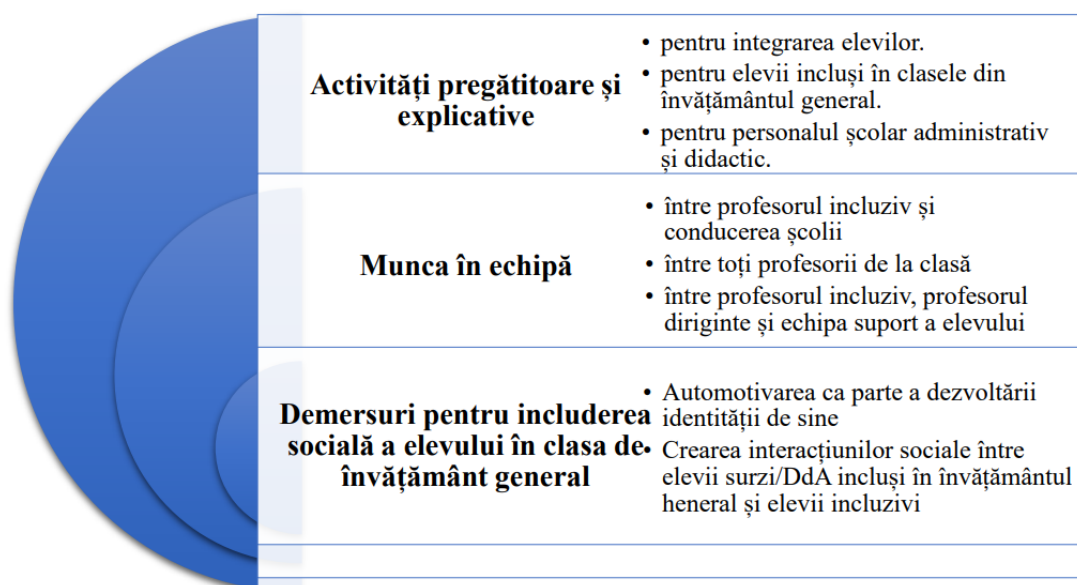 Activități pregătitoare și
explicative
• pentru integrarea elevilor.
• pentru elevii incluși în clasele din
învățământul general.
• pentru personalul școlar administrativ
și didactic.
Munca în echipă
• între profesorul incluziv și
conducerea școlii
• între toți profesorii de la clasă
• între profesorul incluziv, profesorul
diriginte și echipa suport a elevului
Demersuri pentru includerea
socială a elevului în clasa de
învățământ general
• Automotivarea ca parte a dezvoltării
identității de sine
• Crearea interacțiunilor sociale între
elevii surzi/DdA incluși în învățământul
heneral și elevii incluzivi